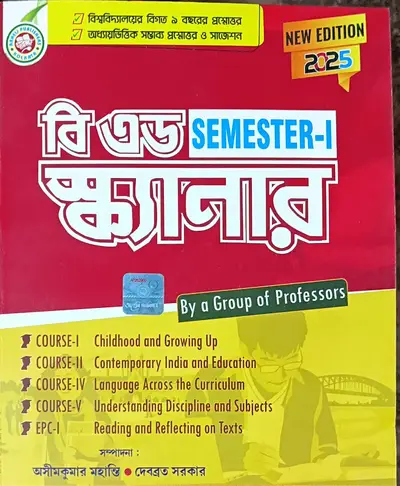 বিশ্ববিদ্যালয়ের বিগত ৯ বছরের প্রশ্নোত্তর
অধ্যায়ভিত্তিক সম্ভাব্য প্রশ্নোত্তর ও সাজেশন
NEW EDITION
2025
বি এড SEMESTER-I
স্ক্যানার
By a Group of Professors
COURSE-I Childhood and Growing Up
COURSE-II Contemporary India and Education
COURSE-IV Language Across the Curriculum
COURSE-V Understanding Discipline and Subjects
EPC-I Reading and Reflecting on Texts
সম্পাদনা :
অসীমকুমার মহান্তি • দেবব্রত সরকার